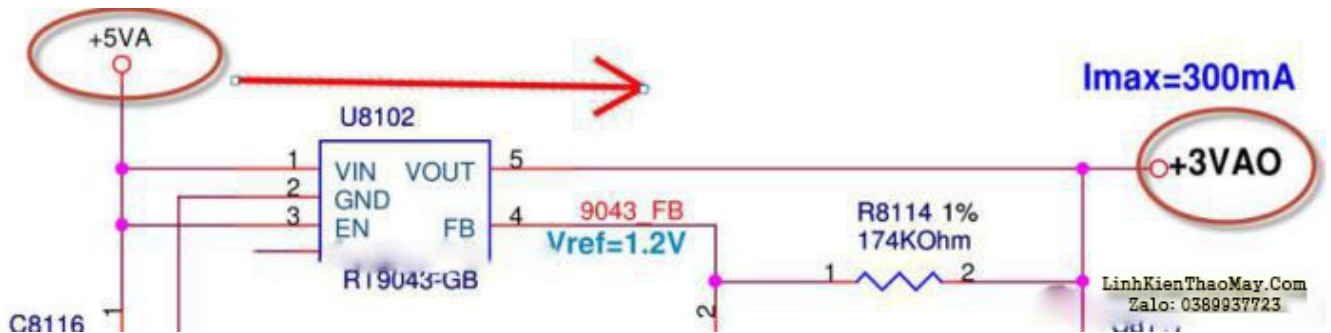 +5VA
Imax=300mA
U8102
+3VAO
1 VIN VOUT 5
2 GND
3 EN FB 4
9043_FB
Vref=1.2V
R8114 1%
174KOhm
RT9043-GB
1 2
LinhKienThaoMay.Com
Zalo: 0389937723
C8116
1
2